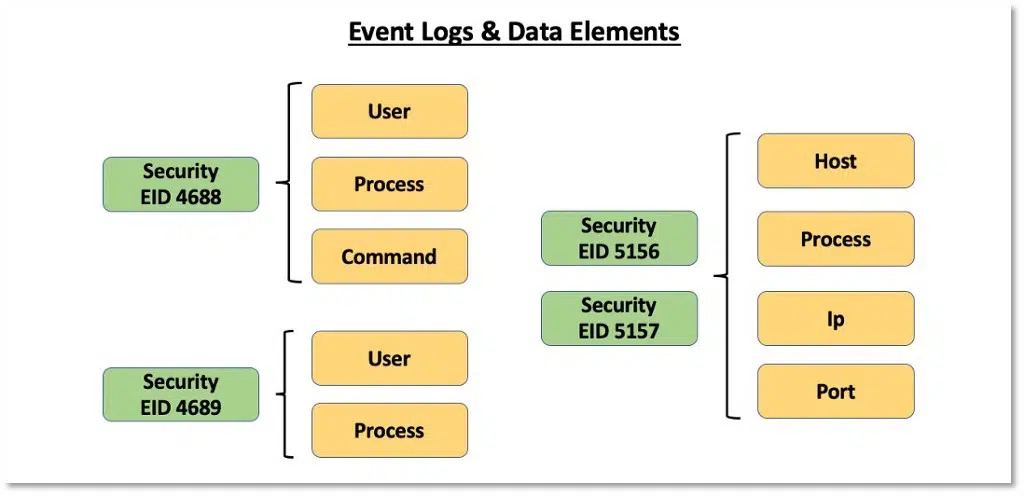 Event Logs & Data Elements
Security
EID 4688
User
Process
Command
Security
EID 4689
User
Process
Security
EID 5156
Security
EID 5157
Host
Process
Ip
Port